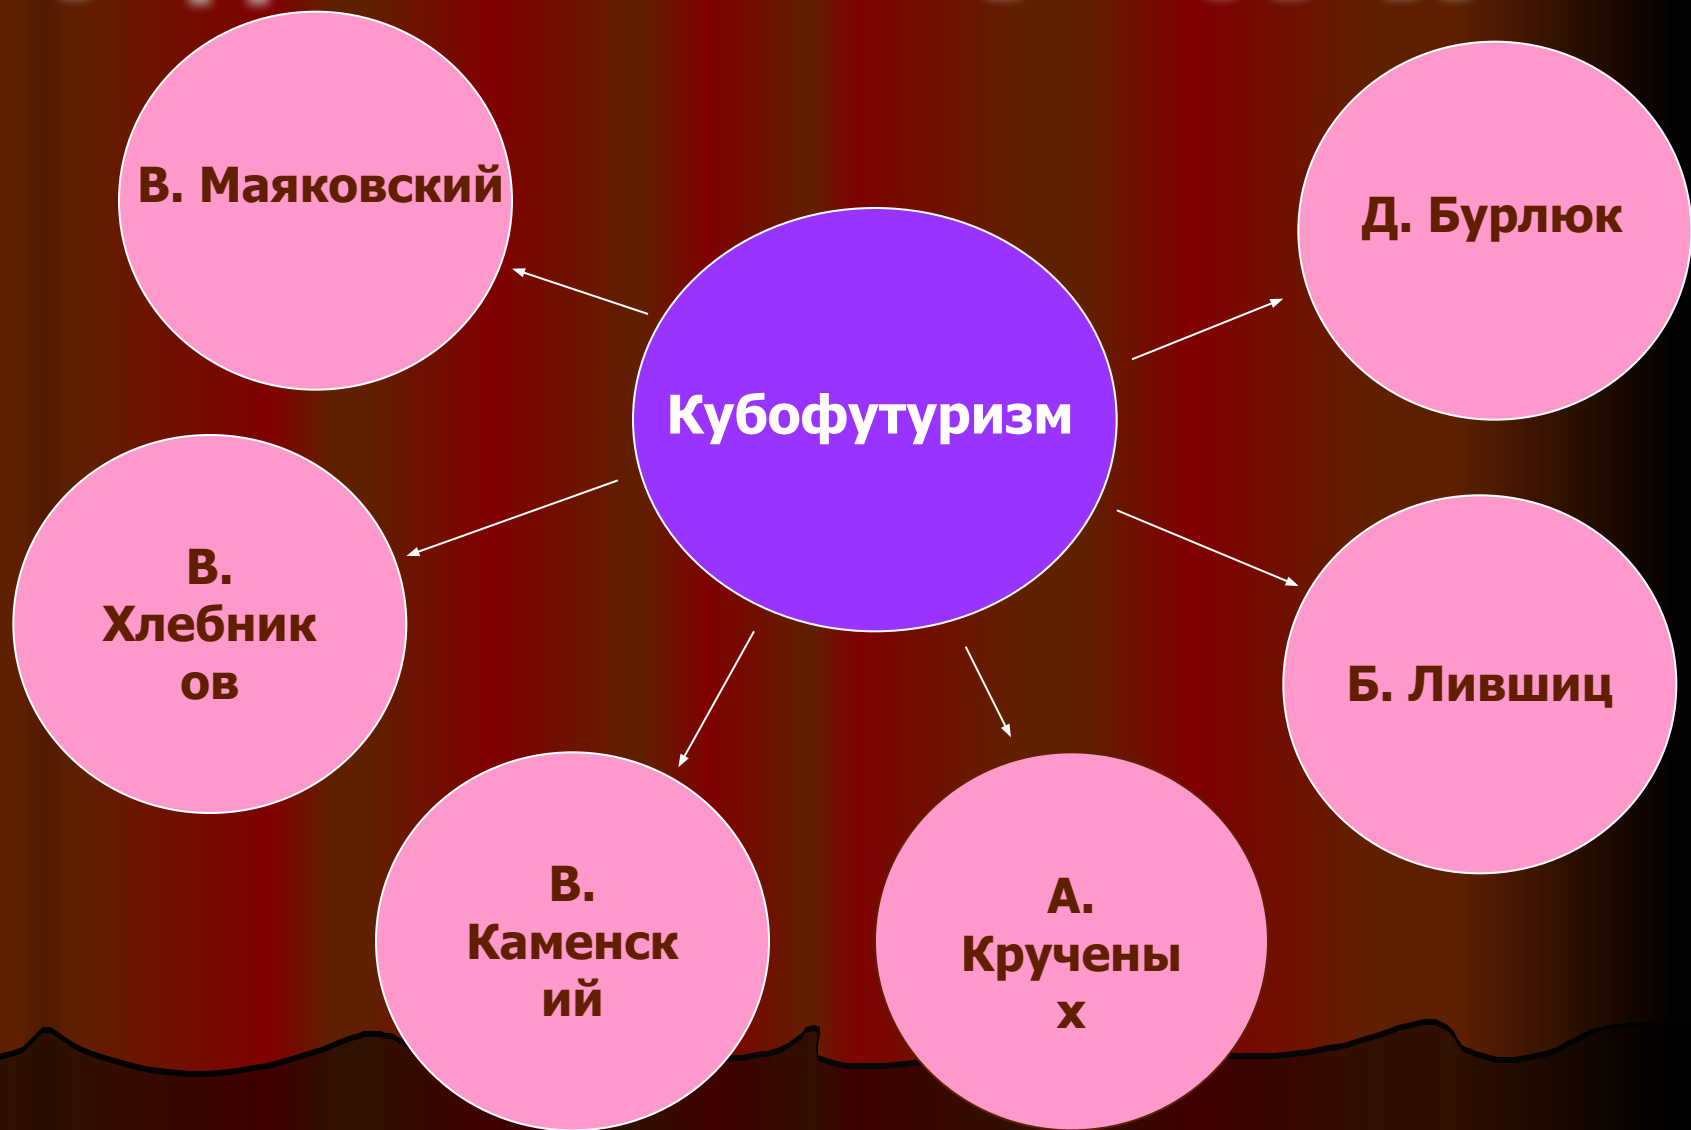 В. Маяковский
Д. Бурлюк
Кубофутуризм
В.
Хлебник
ов
Б. Лившиц
В.
Каменск
ий
А.
Кручены
х